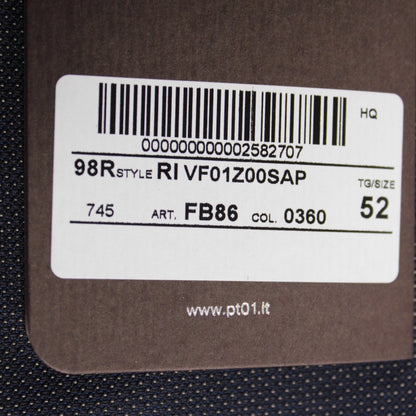 HQ
000000000002582707
98R STYLE RI VF01Z00SAP
TG/SIZE
745 ART. FB86 COL. 0360 52
www.pt01.it